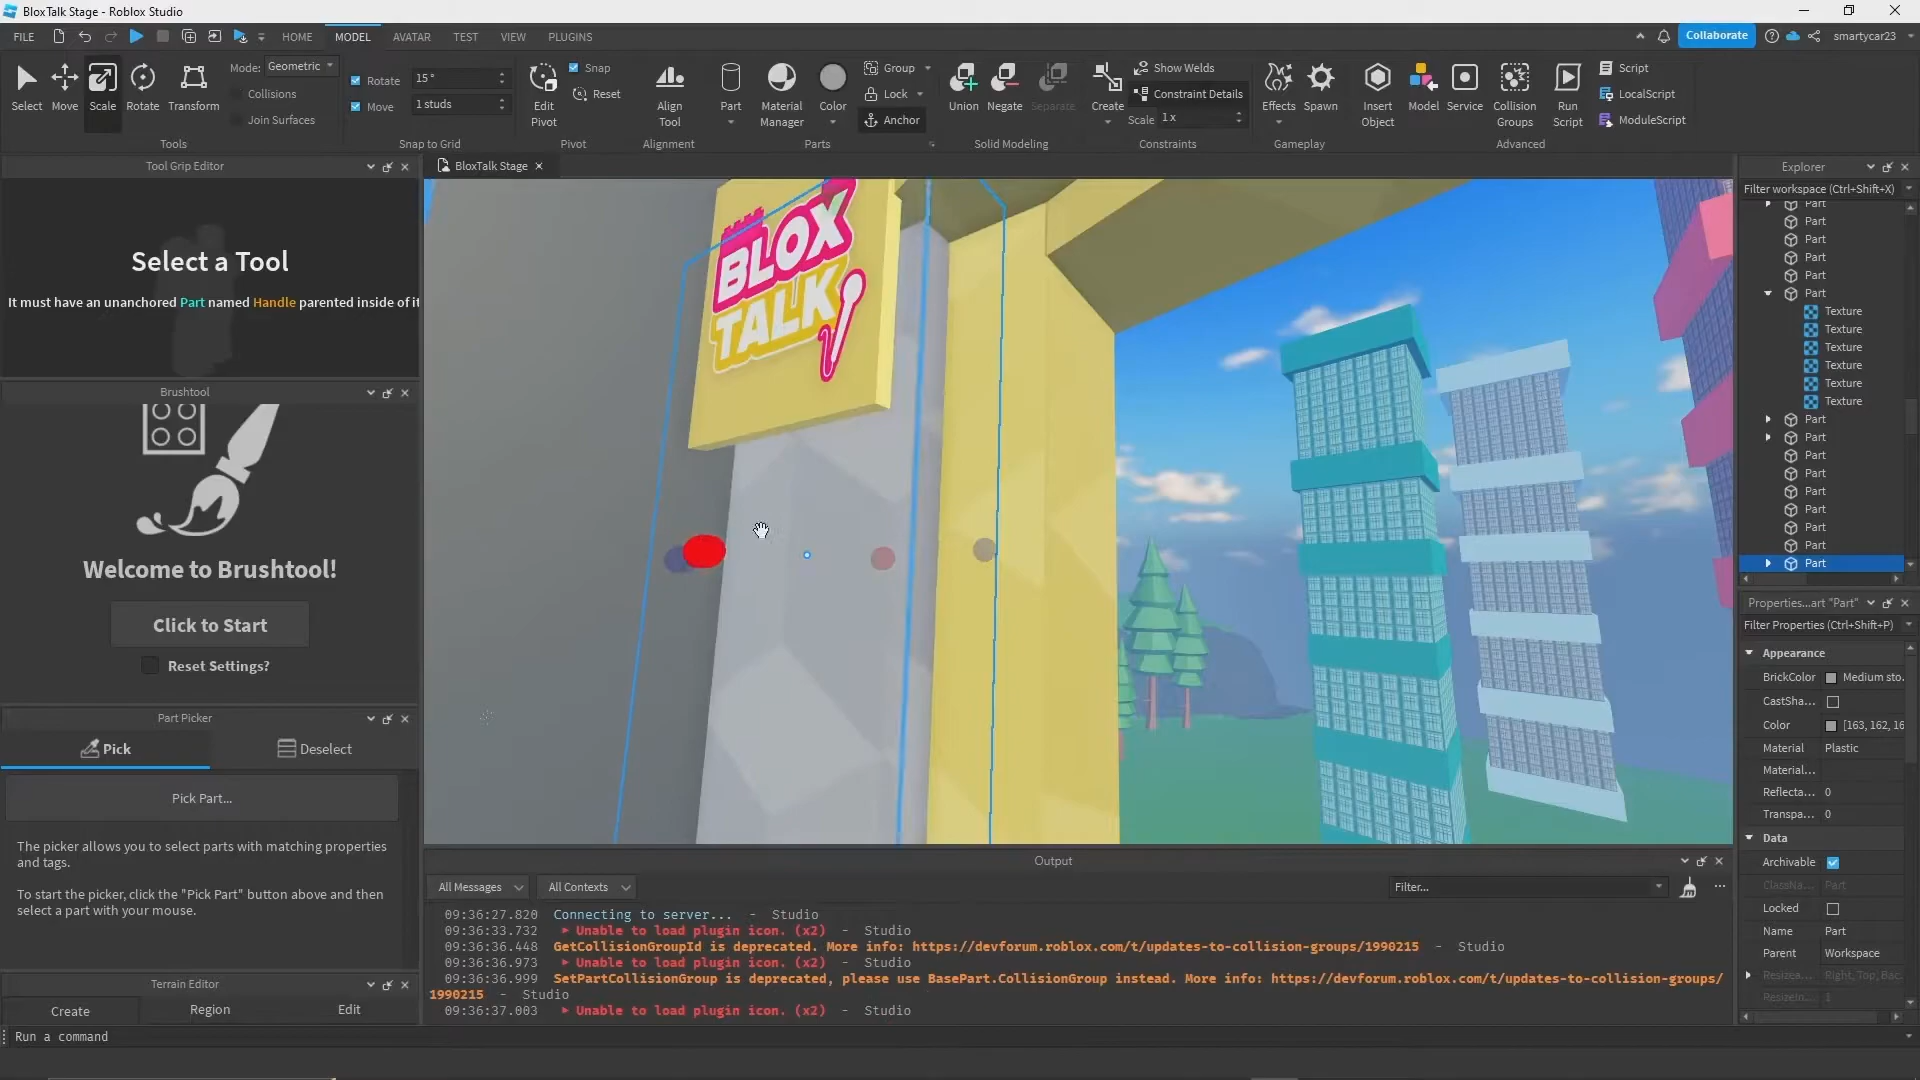 BloxTalk Stage - Roblox Studio
FILE HOME MODEL AVATAR TEST VIEW PLUGINS Collaborate smartycar23
Select Move Scale Rotate Transform
Mode: Geometric
Collisions
Join Surfaces
Tools
Rotate 15 °
Move 1 studs
Snap to Grid
Edit Pivot
Snap
Reset
Pivot
Align Tool
Alignment
Part
Material Manager
Color
Group
Lock
Anchor
Parts
Union Negate Separate
Solid Modeling
Create
Show Welds
Constraint Details
Scale 1 x
Constraints
Effects Spawn
Gameplay
Insert Object
Model
Service
Collision Groups
Run Script
Script
LocalScript
ModuleScript
Advanced
Tool Grip Editor
Select a Tool
It must have an unanchored Part named Handle parented inside of it
Brushtool
Welcome to Brushtool!
Click to Start
Reset Settings?
Part Picker
Pick Deselect
Pick Part...
The picker allows you to select parts with matching properties
and tags.
To start the picker, click the "Pick Part" button above and then
select a part with your mouse.
Terrain Editor
Create Region Edit
Run a command
BloxTalk Stage
BLOX
TALK
Output
All Messages All Contexts Filter...
09:36:27.820 Connecting to server... - Studio
09:36:33.732 Unable to load plugin icon. (x2) - Studio
09:36:36.448 GetCollisionGroupId is deprecated. More info: https://devforum.roblox.com/t/updates-to-collision-groups/1990215 - Studio
09:36:36.973 Unable to load plugin icon. (x2) - Studio
09:36:36.999 SetPartCollisionGroup is deprecated, please use BasePart.CollisionGroup instead. More info: https://devforum.roblox.com/t/updates-to-collision-groups/
1990215 - Studio
09:36:37.003 Unable to load plugin icon. (x2) - Studio
Explorer
Filter workspace (Ctrl+Shift+X)
Part
Part
Part
Part
Part
Part
Texture
Texture
Texture
Texture
Texture
Texture
Part
Part
Part
Part
Part
Part
Part
Part
Part
Properties...art "Part"
Filter Properties (Ctrl+Shift+P)
Appearance
BrickColor Medium sto.
CastSha...
Color [163, 162, 16
Material Plastic
Material...
Reflecta... 0
Transpa... 0
Data
Archivable
ClassNa... Part
Locked
Name Part
Parent Workspace
Resizea... Right, Top, Bac.
ResizeIn... 1